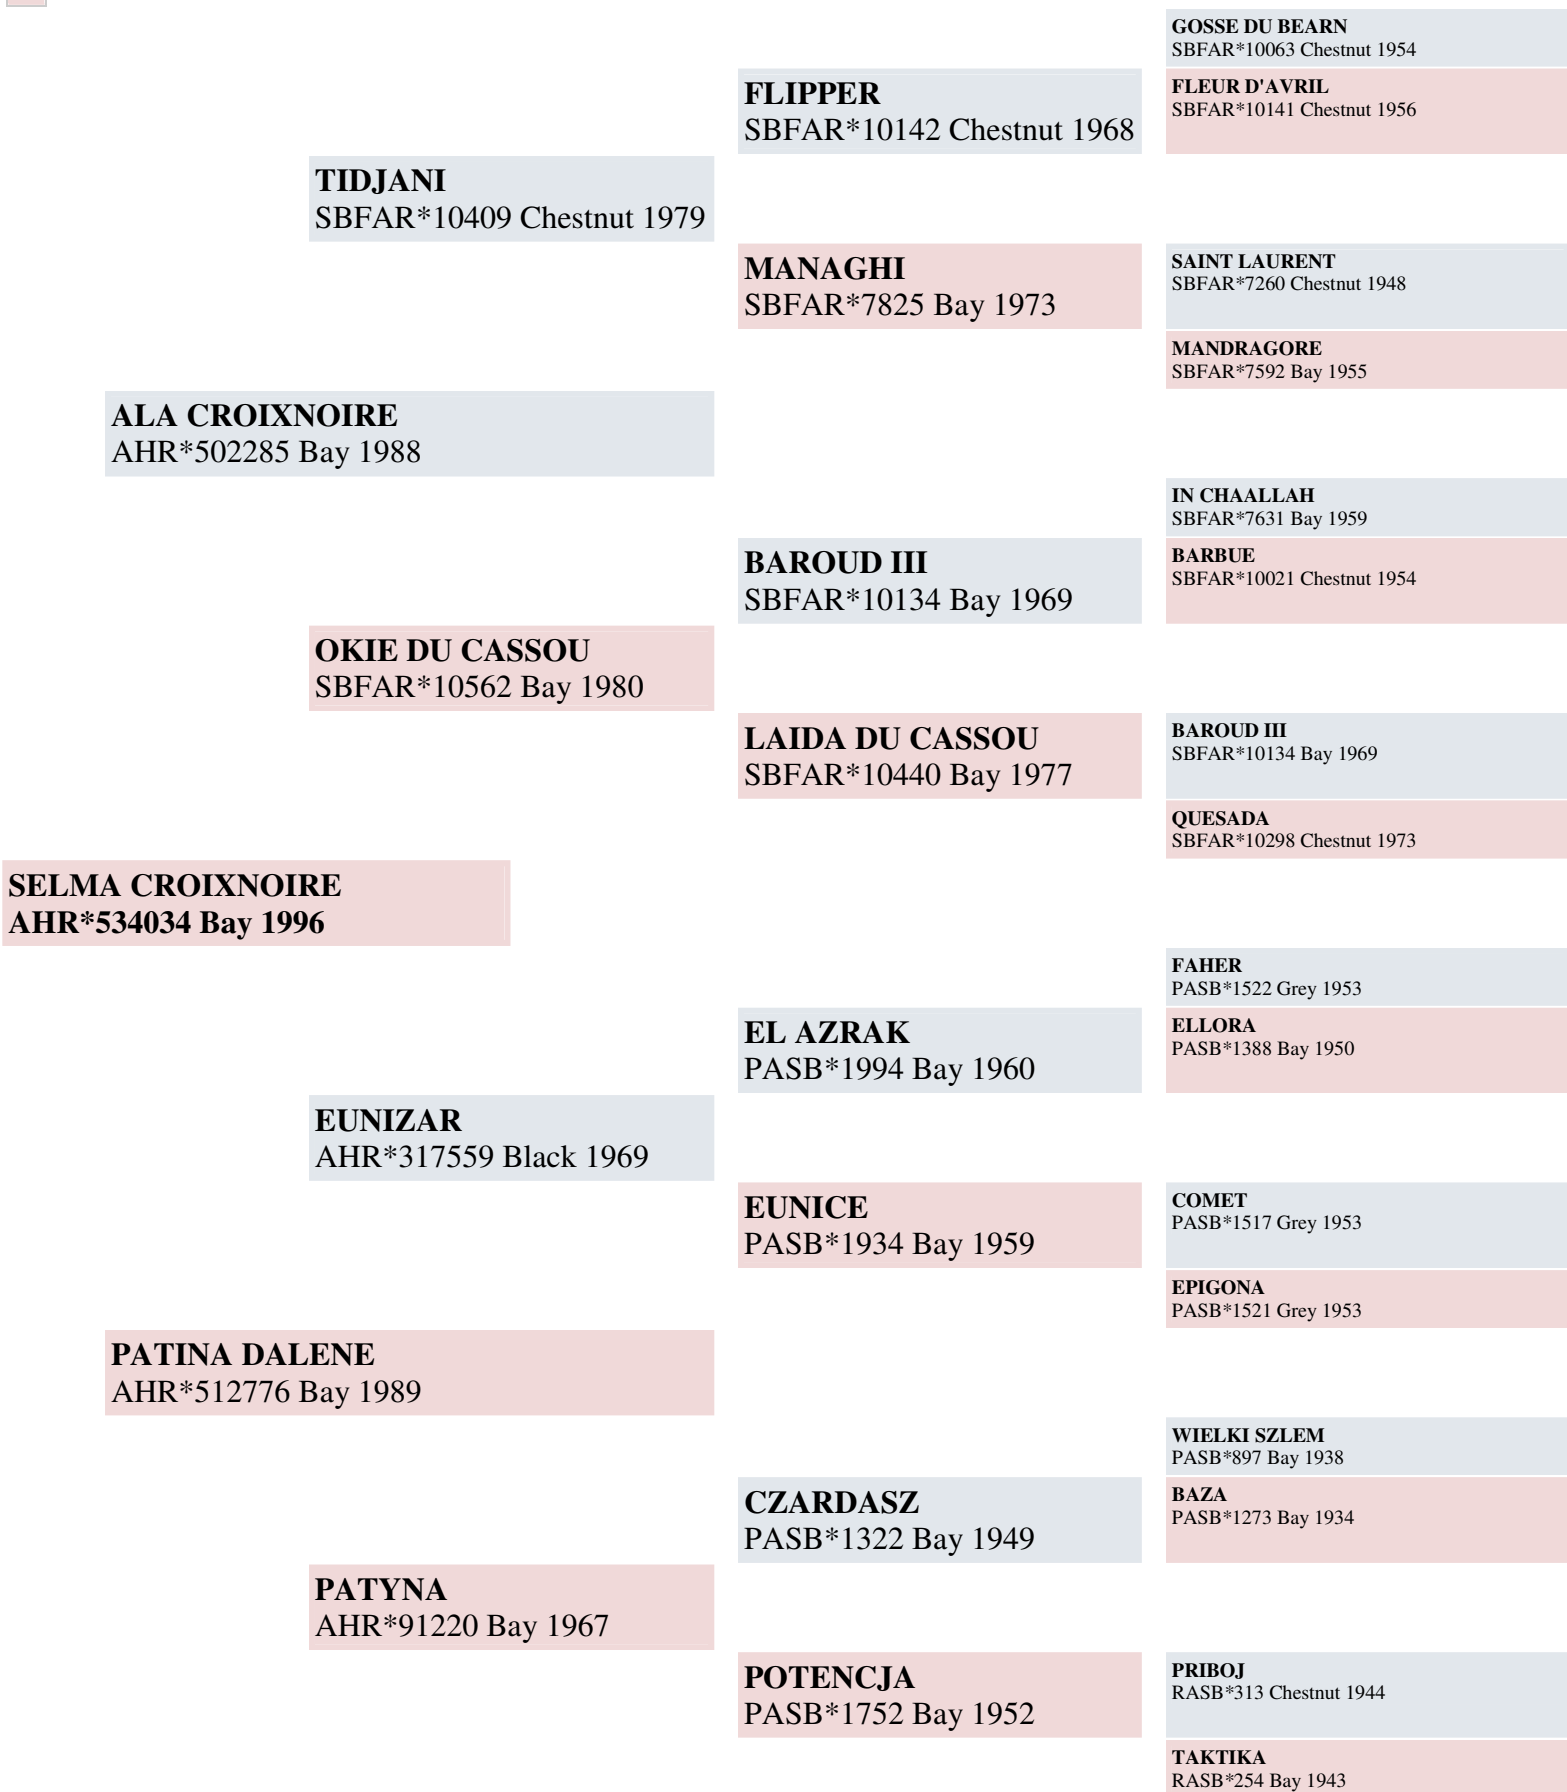 GOSSE DU BEARN
SBFAR*10063 Chestnut 1954
FLIPPER
SBFAR*10142 Chestnut 1968
FLEUR D'AVRIL
SBFAR*10141 Chestnut 1956
TIDJANI
SBFAR*10409 Chestnut 1979
MANAGHI
SBFAR*7825 Bay 1973
SAINT LAURENT
SBFAR*7260 Chestnut 1948
MANDRAGORE
SBFAR*7592 Bay 1955
ALA CROIXNOIRE
AHR*502285 Bay 1988
IN CHAALLAH
SBFAR*7631 Bay 1959
BAROUD III
SBFAR*10134 Bay 1969
BARBUE
SBFAR*10021 Chestnut 1954
OKIE DU CASSOU
SBFAR*10562 Bay 1980
LAIDA DU CASSOU
SBFAR*10440 Bay 1977
BAROUD III
SBFAR*10134 Bay 1969
QUESADA
SBFAR*10298 Chestnut 1973
SELMA CROIXNOIRE
AHR*534034 Bay 1996
FAHER
PASB*1522 Grey 1953
EL AZRAK
PASB*1994 Bay 1960
ELLORA
PASB*1388 Bay 1950
EUNIZAR
AHR*317559 Black 1969
EUNICE
PASB*1934 Bay 1959
COMET
PASB*1517 Grey 1953
EPIGONA
PASB*1521 Grey 1953
PATINA DALENE
AHR*512776 Bay 1989
WIELKI SZLEM
PASB*897 Bay 1938
CZARDASZ
PASB*1322 Bay 1949
BAZA
PASB*1273 Bay 1934
PATYNA
AHR*91220 Bay 1967
POTENCJA
PASB*1752 Bay 1952
PRIBOJ
RASB*313 Chestnut 1944
TAKTIKA
RASB*254 Bay 1943